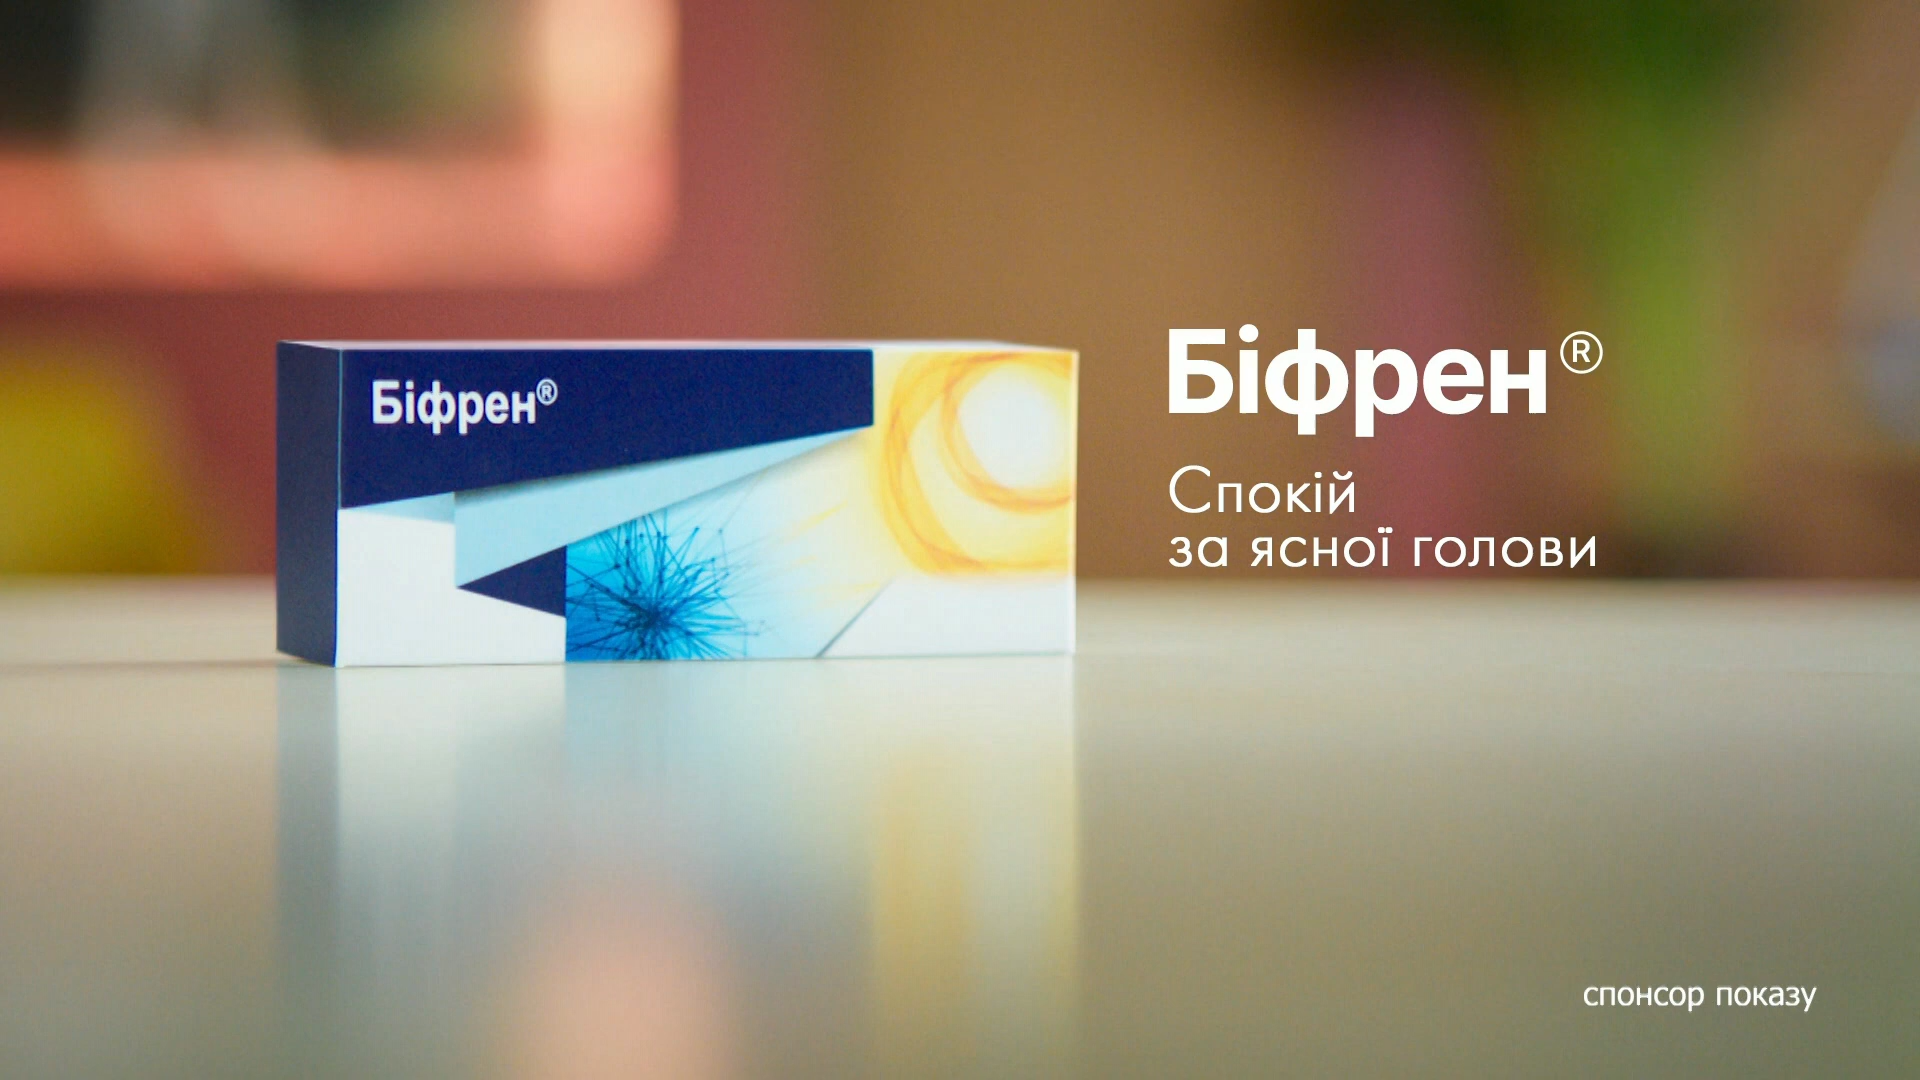 Біфрен®
Біфрен®
Спокій
за ясної голови
спонсор показу